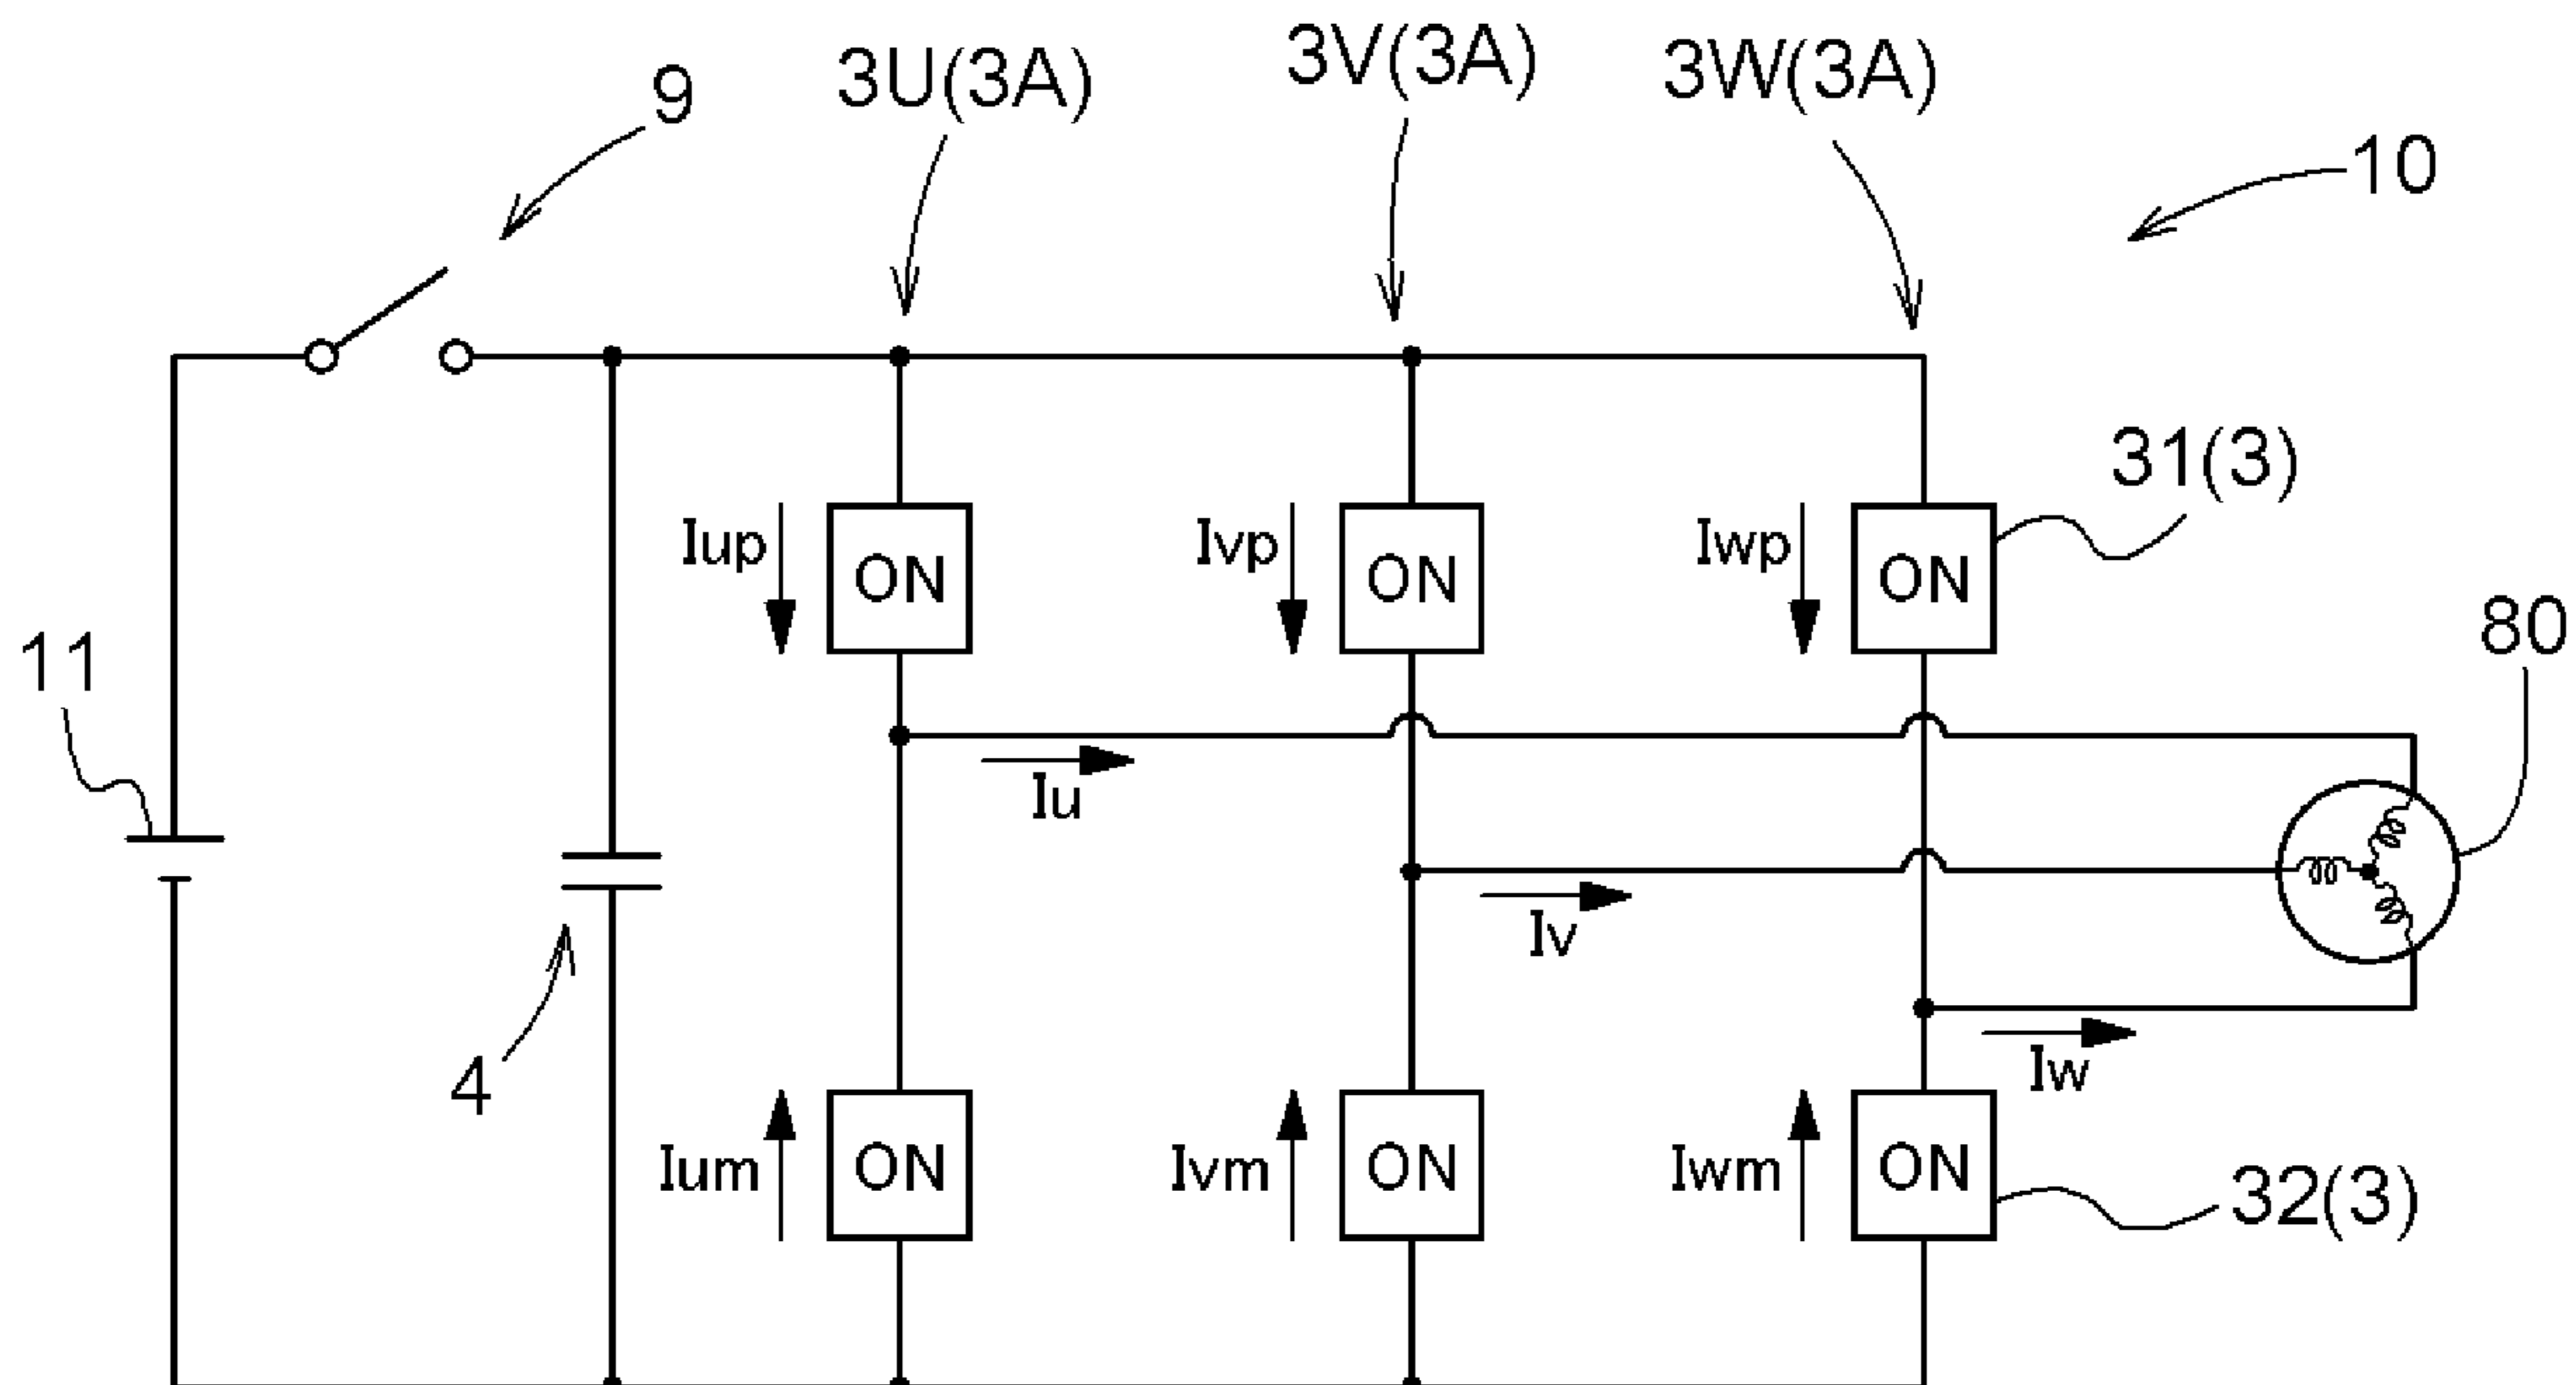 3U(3A) 3V(3A) 3W(3A)
9
10
31(3)
Iup ON Ivp ON Iwp ON
11
80
Iu
Iv
Iw
4
Ium ON Ivm ON Iwm ON
32(3)